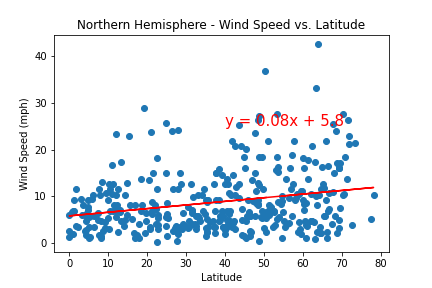 Northern Hemisphere - Wind Speed vs. Latitude
Wind Speed (mph)
40
30
20
10
0
y = 0.08x + 5.8
0 10 20 30 40 50 60 70 80
Latitude